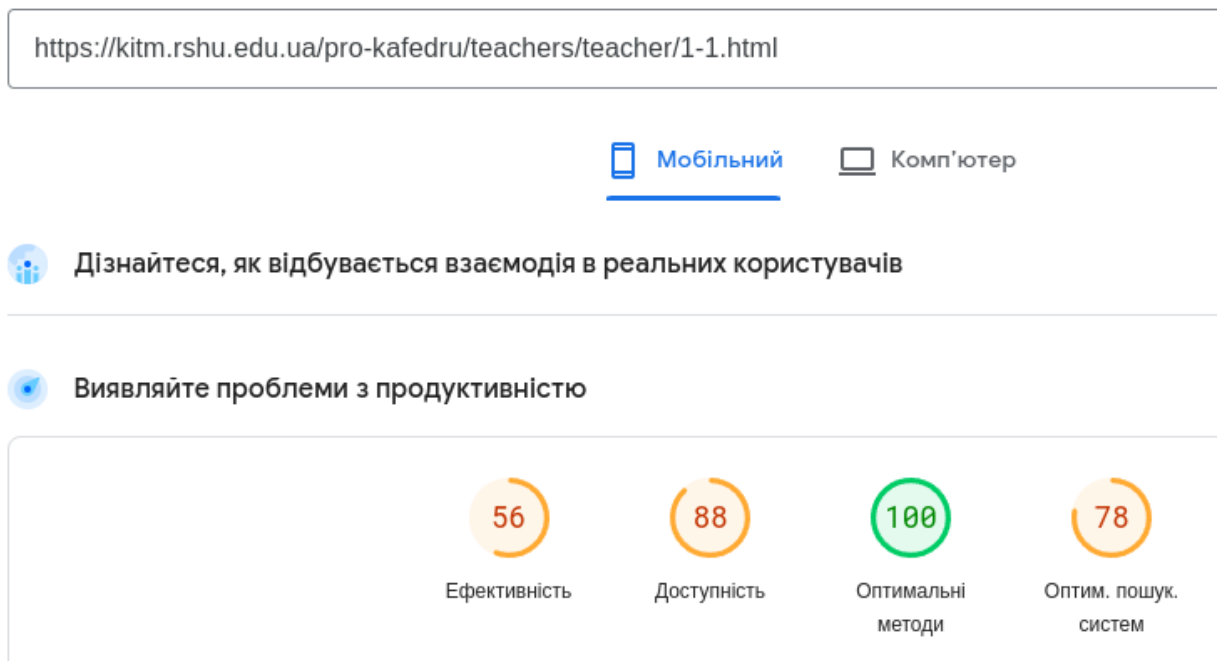 https://kitm.rshu.edu.ua/pro-kafedru/teachers/teacher/1-1.html
Мобільний Комп'ютер
Дізнайтеся, як відбувається взаємодія в реальних користувачів
Виявляйте проблеми з продуктивністю
56 88 100 78
Ефективність Доступність Оптимальні Оптим. пошук.
методи систем